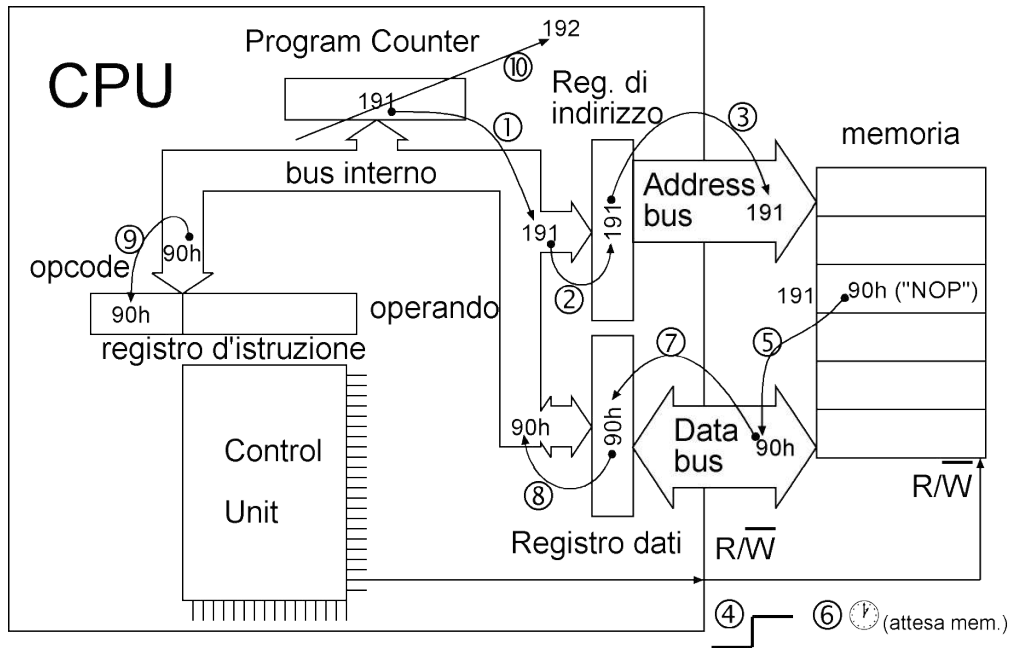 CPU
Program Counter
192
⑩
191
①
bus interno
Reg. di
indirizzo
③
memoria
Address
bus
191
191
191
②
⑨
90h
opcode
90h
operando
registro d'istruzione
191
90h ("NOP")
⑤
⑦
90h
90h
Data
bus
90h
⑧
Control
Unit
Registro dati
R/W̅
R/W̅
④
⑥
(attesa mem.)